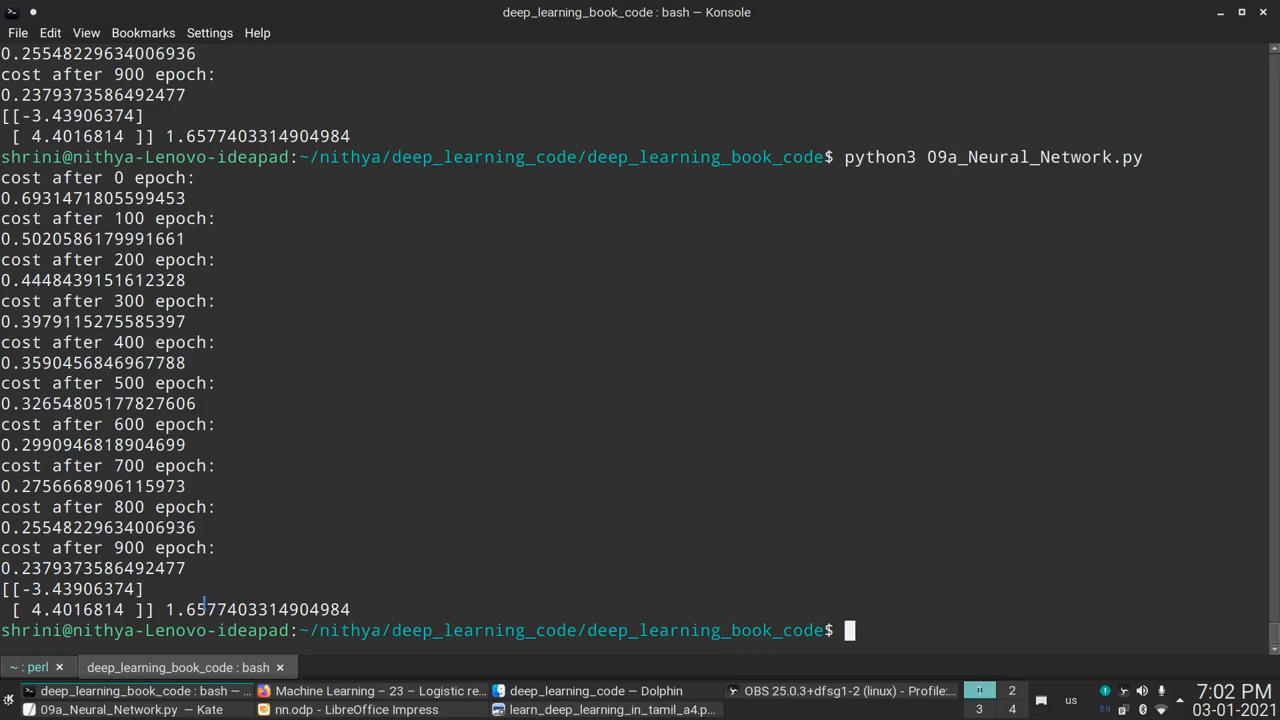 deep_learning_book_code : bash — Konsole
File Edit View Bookmarks Settings Help
0.25548229634006936
cost after 900 epoch:
0.2379373586492477
[[-3.43906374]
[ 4.4016814 ]] 1.6577403314904984
shrini@nithya-Lenovo-ideapad:~/nithya/deep_learning_code/deep_learning_book_code$ python3 09a_Neural_Network.py
cost after 0 epoch:
0.6931471805599453
cost after 100 epoch:
0.5020586179991661
cost after 200 epoch:
0.4448439151612328
cost after 300 epoch:
0.3979115275585397
cost after 400 epoch:
0.3590456846967788
cost after 500 epoch:
0.32654805177827606
cost after 600 epoch:
0.2990946818904699
cost after 700 epoch:
0.2756668906115973
cost after 800 epoch:
0.25548229634006936
cost after 900 epoch:
0.2379373586492477
[[-3.43906374]
[ 4.4016814 ]] 1.6577403314904984
shrini@nithya-Lenovo-ideapad:~/nithya/deep_learning_code/deep_learning_book_code$
~ : perl deep_learning_book_code : bash
deep_learning_book_code : bash — ... Machine Learning – 23 – Logistic re... deep_learning_code — Dolphin OBS 25.0.3+dfsg1-2 (linux) - Profile:... 2 7:02 PM
09a_Neural_Network.py — Kate nn.odp - LibreOffice Impress learn_deep_learning_in_tamil_a4.p... 3 4 us EN 03-01-2021